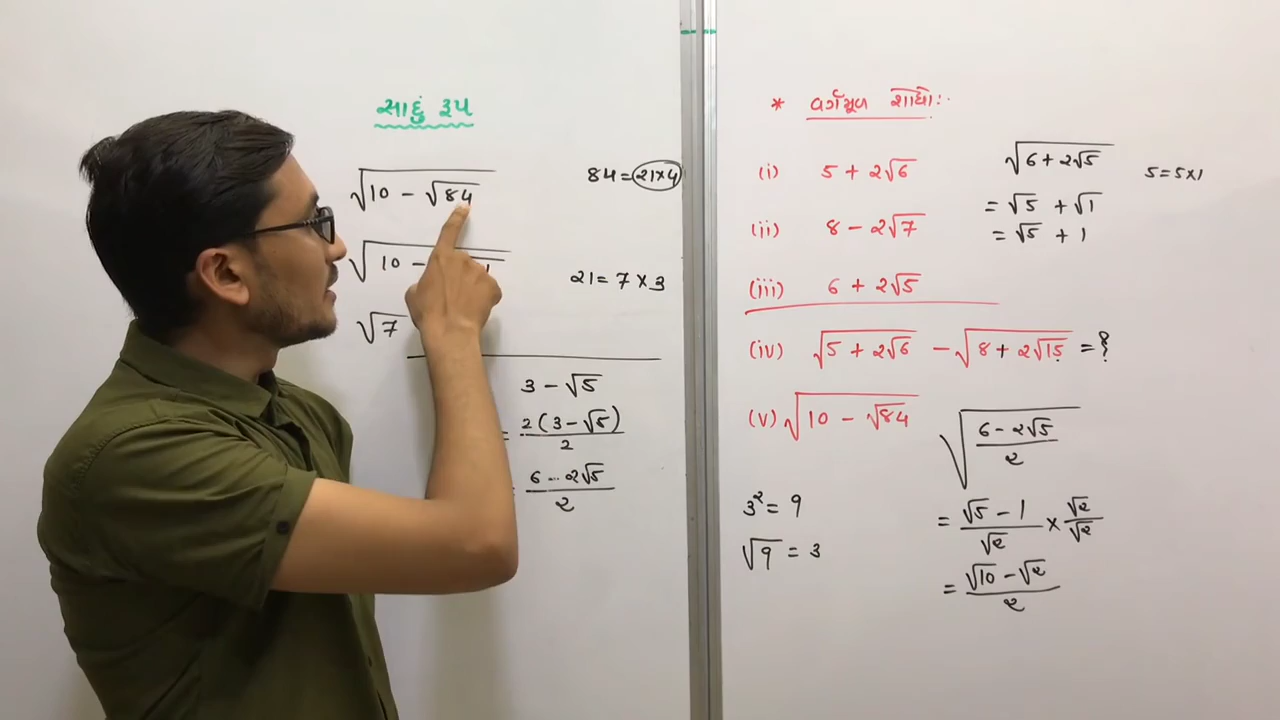 સાદું રૂપ
√(10 − √84)
84 = 21×4
√(10 −
21 = 7 × 3
√7
3 − √5
= 2(3 − √5)/2
6 − 2√5/2
* વર્ગમૂળ શોધો:
(i) 5 + 2√6
(ii) 8 − 2√7
(iii) 6 + 2√5
(iv) √(5 + 2√6) − √(8 + 2√15) = ?
(v) √(10 − √84)
3² = 9
√9 = 3
√(6 + 2√5)
5 = 5×1
= √5 + √1
= √5 + 1
√((6 − 2√5)/2)
= (√5 − 1)/√2 × √2/√2
= (√10 − √2)/2